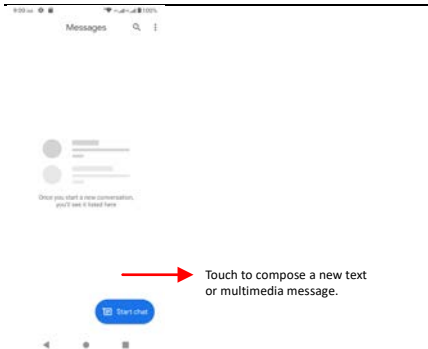 Messages
Once you start a new conversation,
you'll see it listed here
Touch to compose a new text
or multimedia message.
Start chat